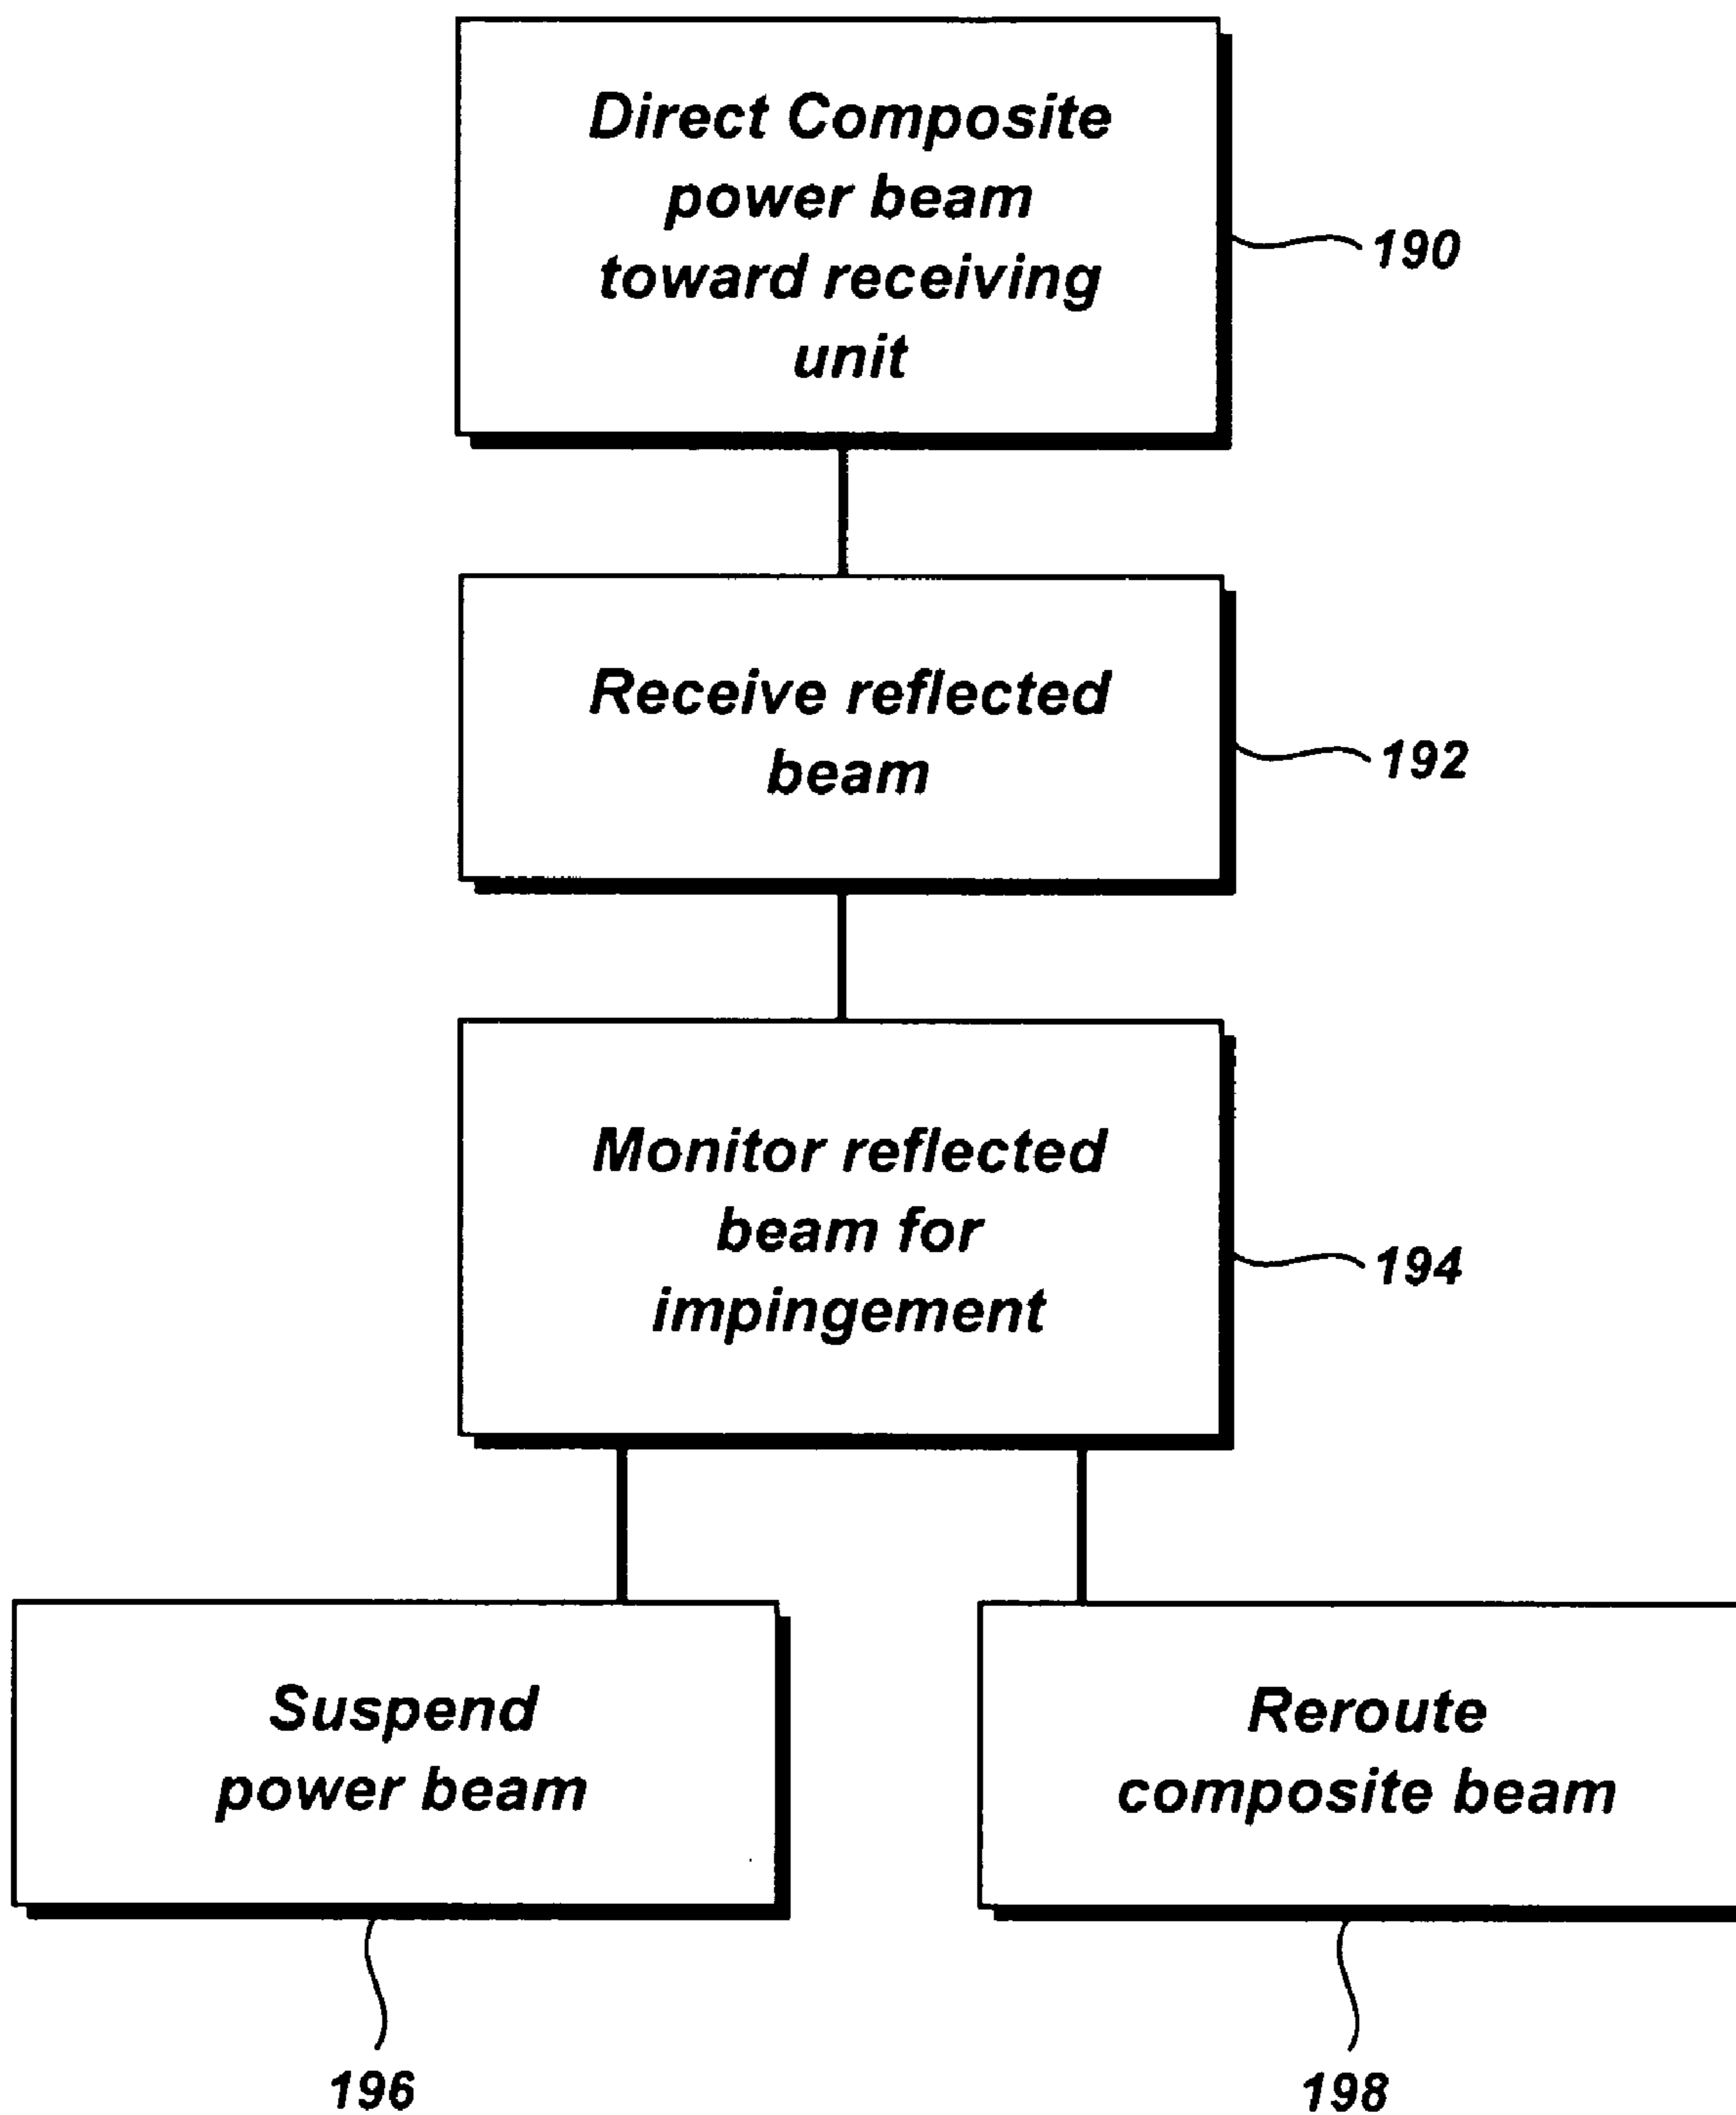 Direct Composite
power beam
toward receiving
unit
190
Receive reflected
beam
192
Monitor reflected
beam for
impingement
194
Suspend
power beam
Reroute
composite beam
196
198